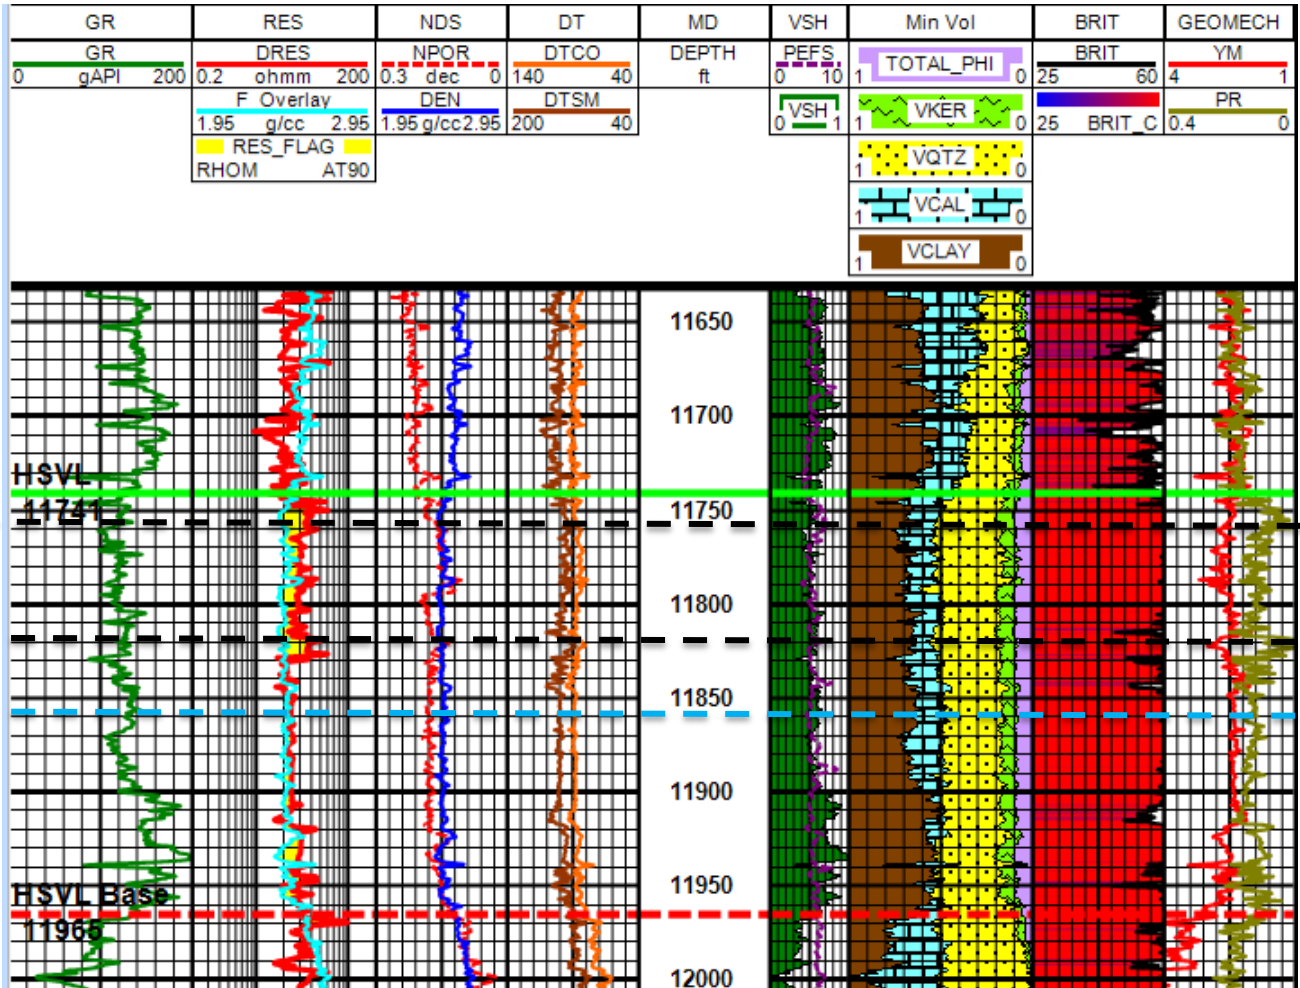 GR RES NDS DT MD VSH Min Vol BRIT GEOMECH
GR DRES NPOR DTCO DEPTH PEFS TOTAL_PHI BRIT YM
0 gAPI 200 0.2 ohmm 200 0.3 dec 0 140 40 ft 0 10 1 0 25 60 4 1
F Overlay DEN DTSM VSH VKER PR
1.95 g/cc 2.95 1.95 g/cc 2.95 200 40 0 1 1 0 25 BRIT_C 0.4 0
RES_FLAG VQTZ
RHOM AT90 1 0
VCAL
1 0
VCLAY
1 0
11650
11700
HSVL
11741 11750
11800
11850
11900
HSVL Base 11950
11965
12000